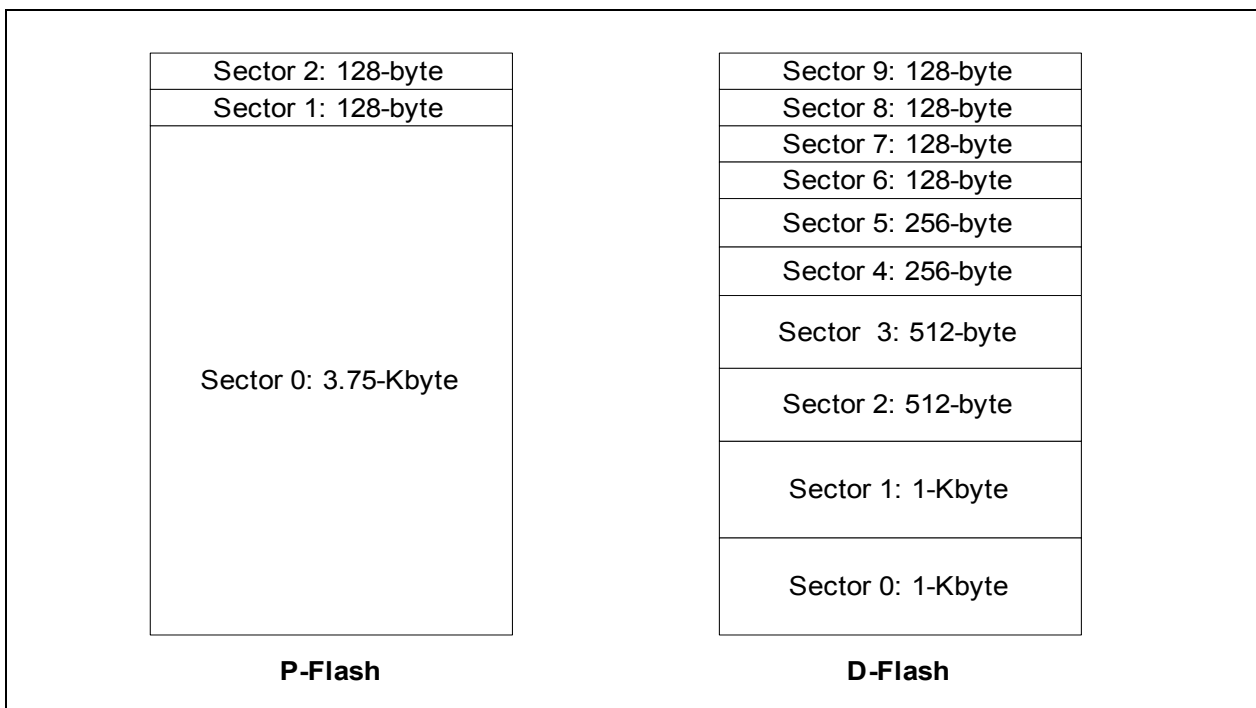 Sector 2: 128-byte
Sector 1: 128-byte
Sector 0: 3.75-Kbyte
P-Flash
Sector 9: 128-byte
Sector 8: 128-byte
Sector 7: 128-byte
Sector 6: 128-byte
Sector 5: 256-byte
Sector 4: 256-byte
Sector 3: 512-byte
Sector 2: 512-byte
Sector 1: 1-Kbyte
Sector 0: 1-Kbyte
D-Flash